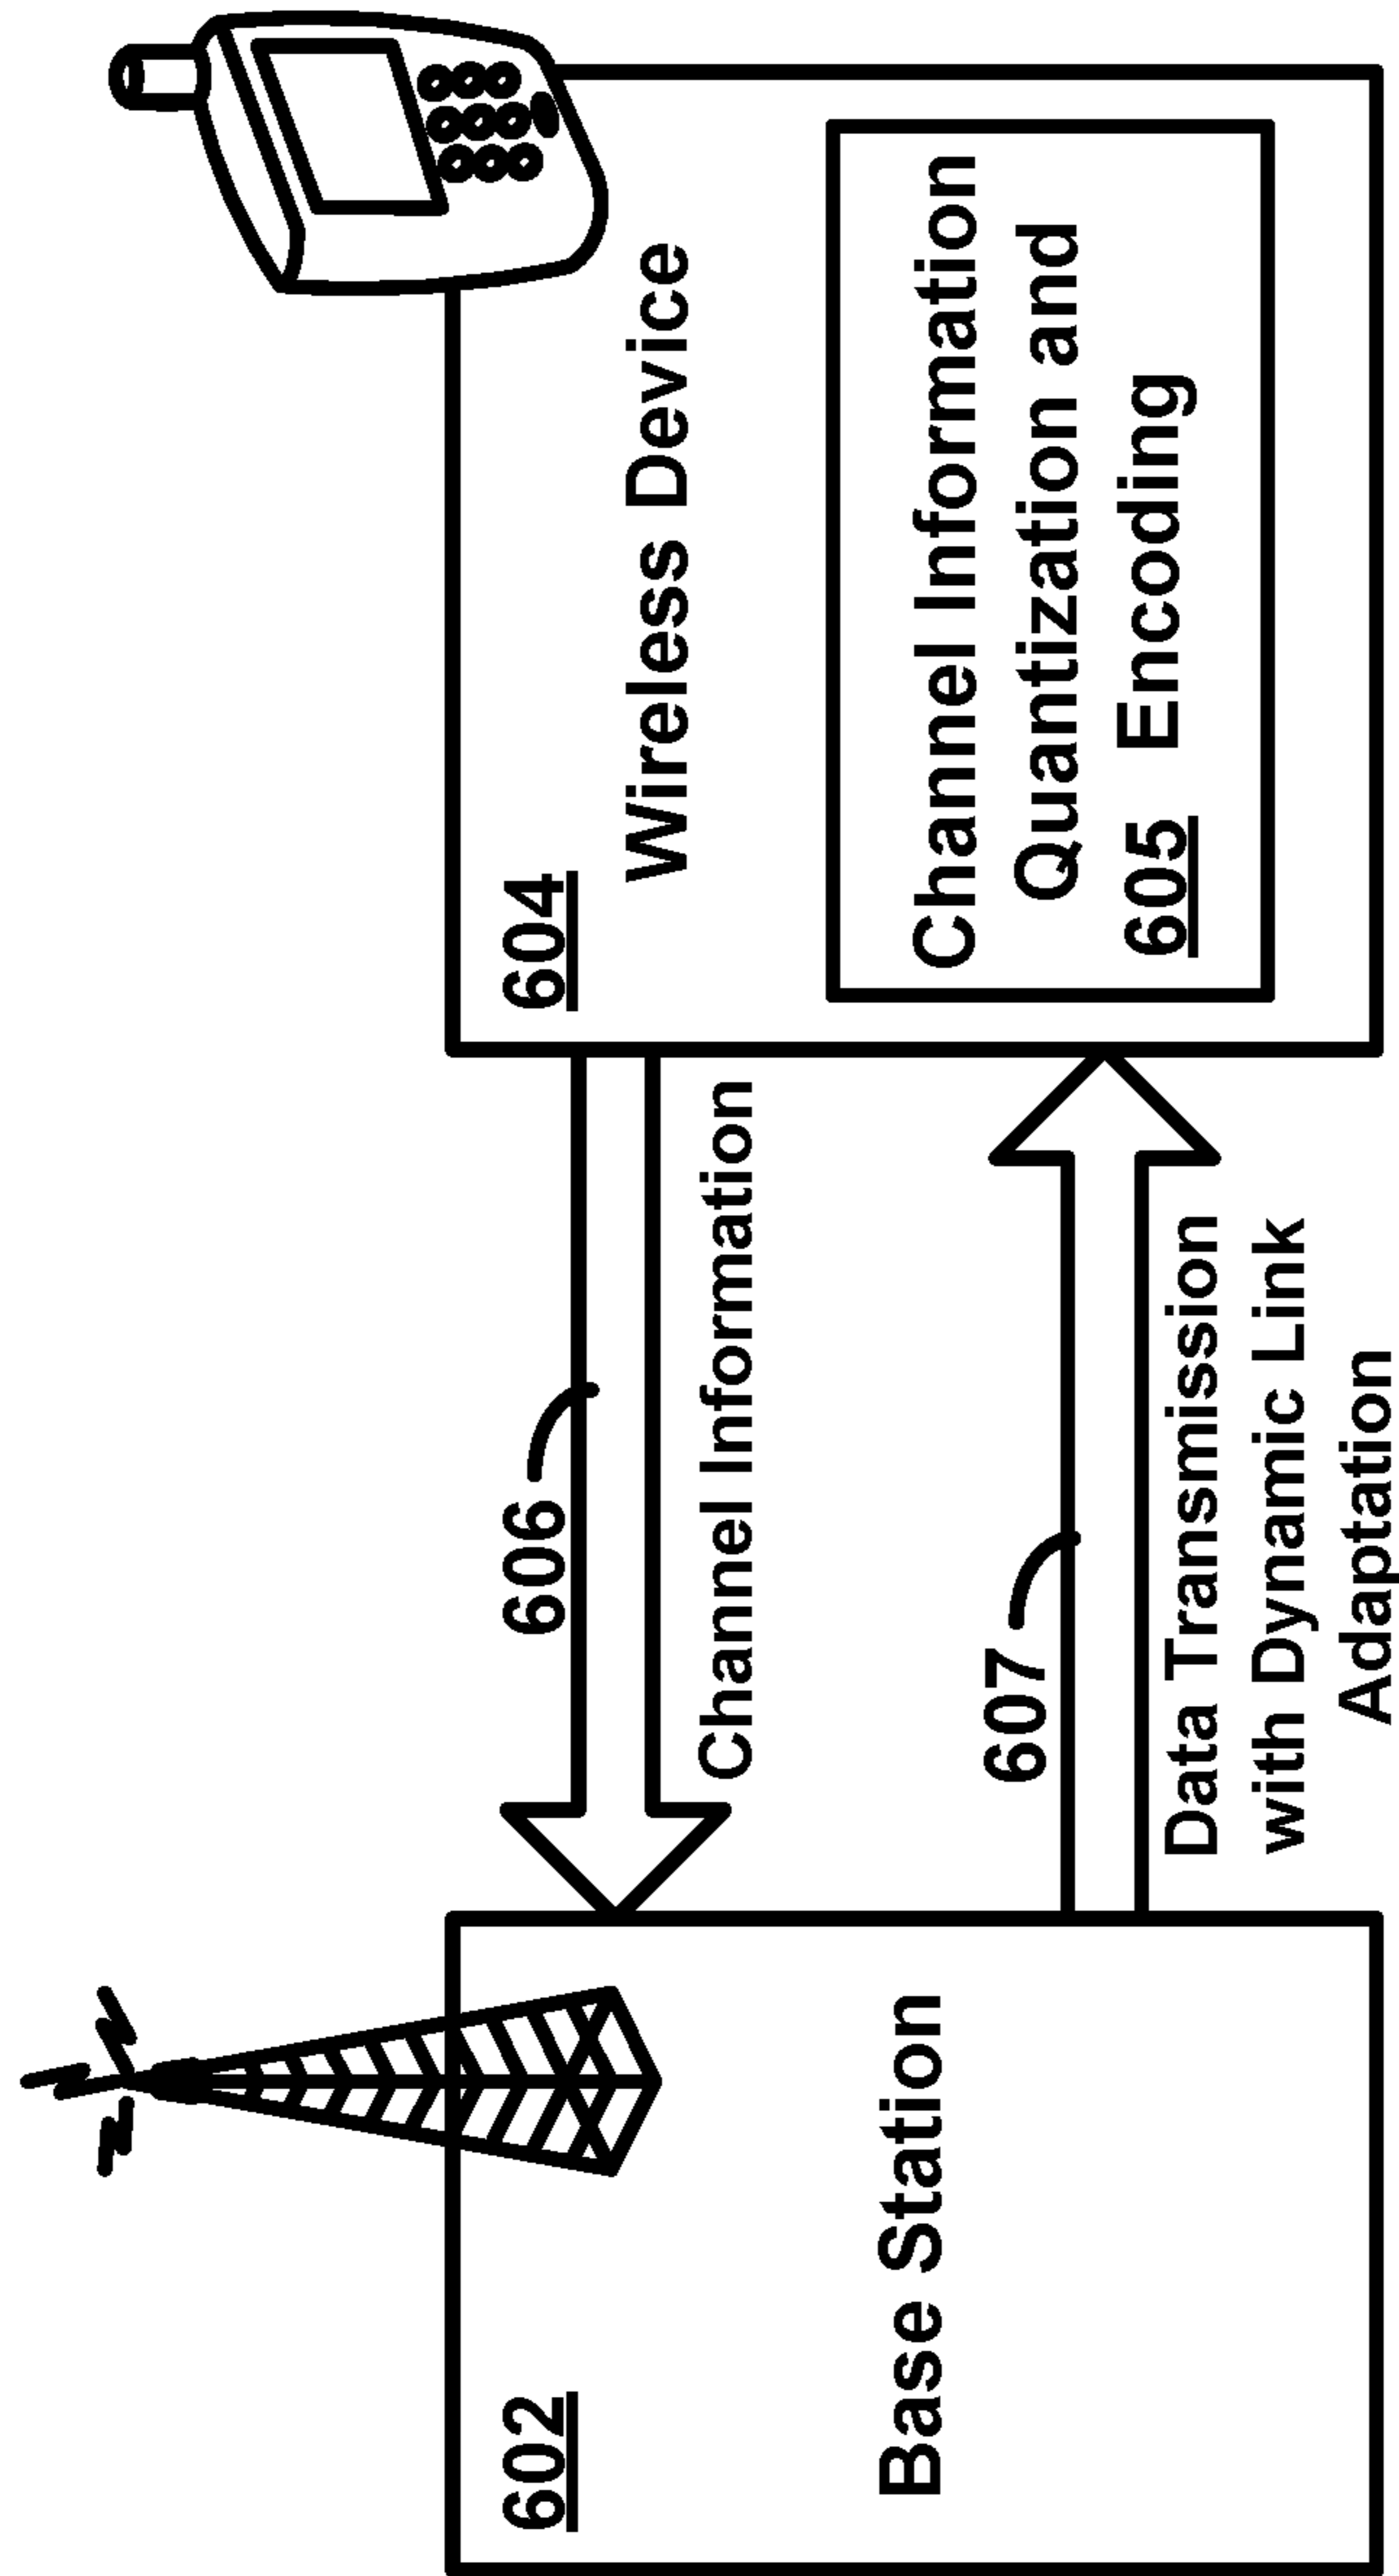 602
Base Station
606
Channel Information
607
Data Transmission
with Dynamic Link
Adaptation
604
Wireless Device
Channel Information
Quantization and
605 Encoding